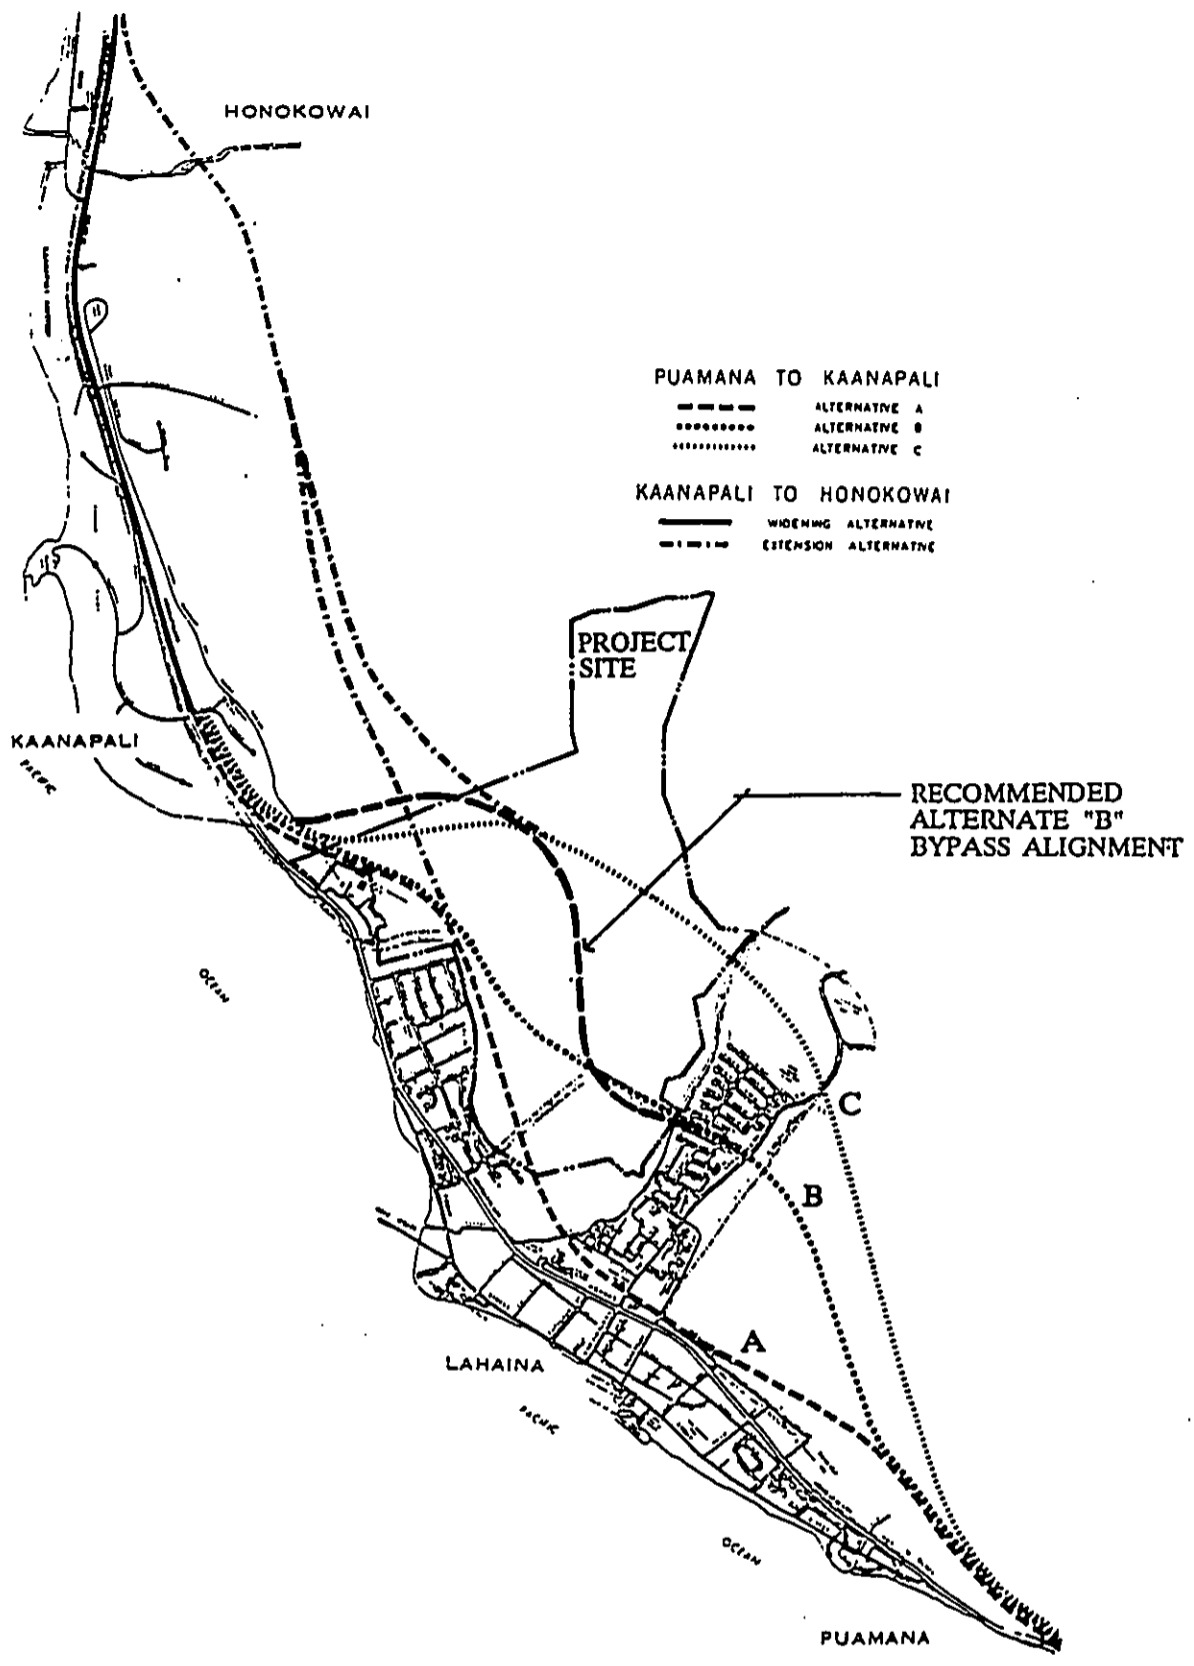 HONOKOWAI
PUAMANA TO KAANAPALI
ALTERNATIVE A
ALTERNATIVE B
ALTERNATIVE C
KAANAPALI TO HONOKOWAI
WIDENING ALTERNATIVE
EXTENSION ALTERNATIVE
PROJECT
SITE
KAANAPALI
PACIFIC
RECOMMENDED
ALTERNATE "B"
BYPASS ALIGNMENT
OCEAN
C
B
A
LAHAINA
PACIFIC
OCEAN
PUAMANA